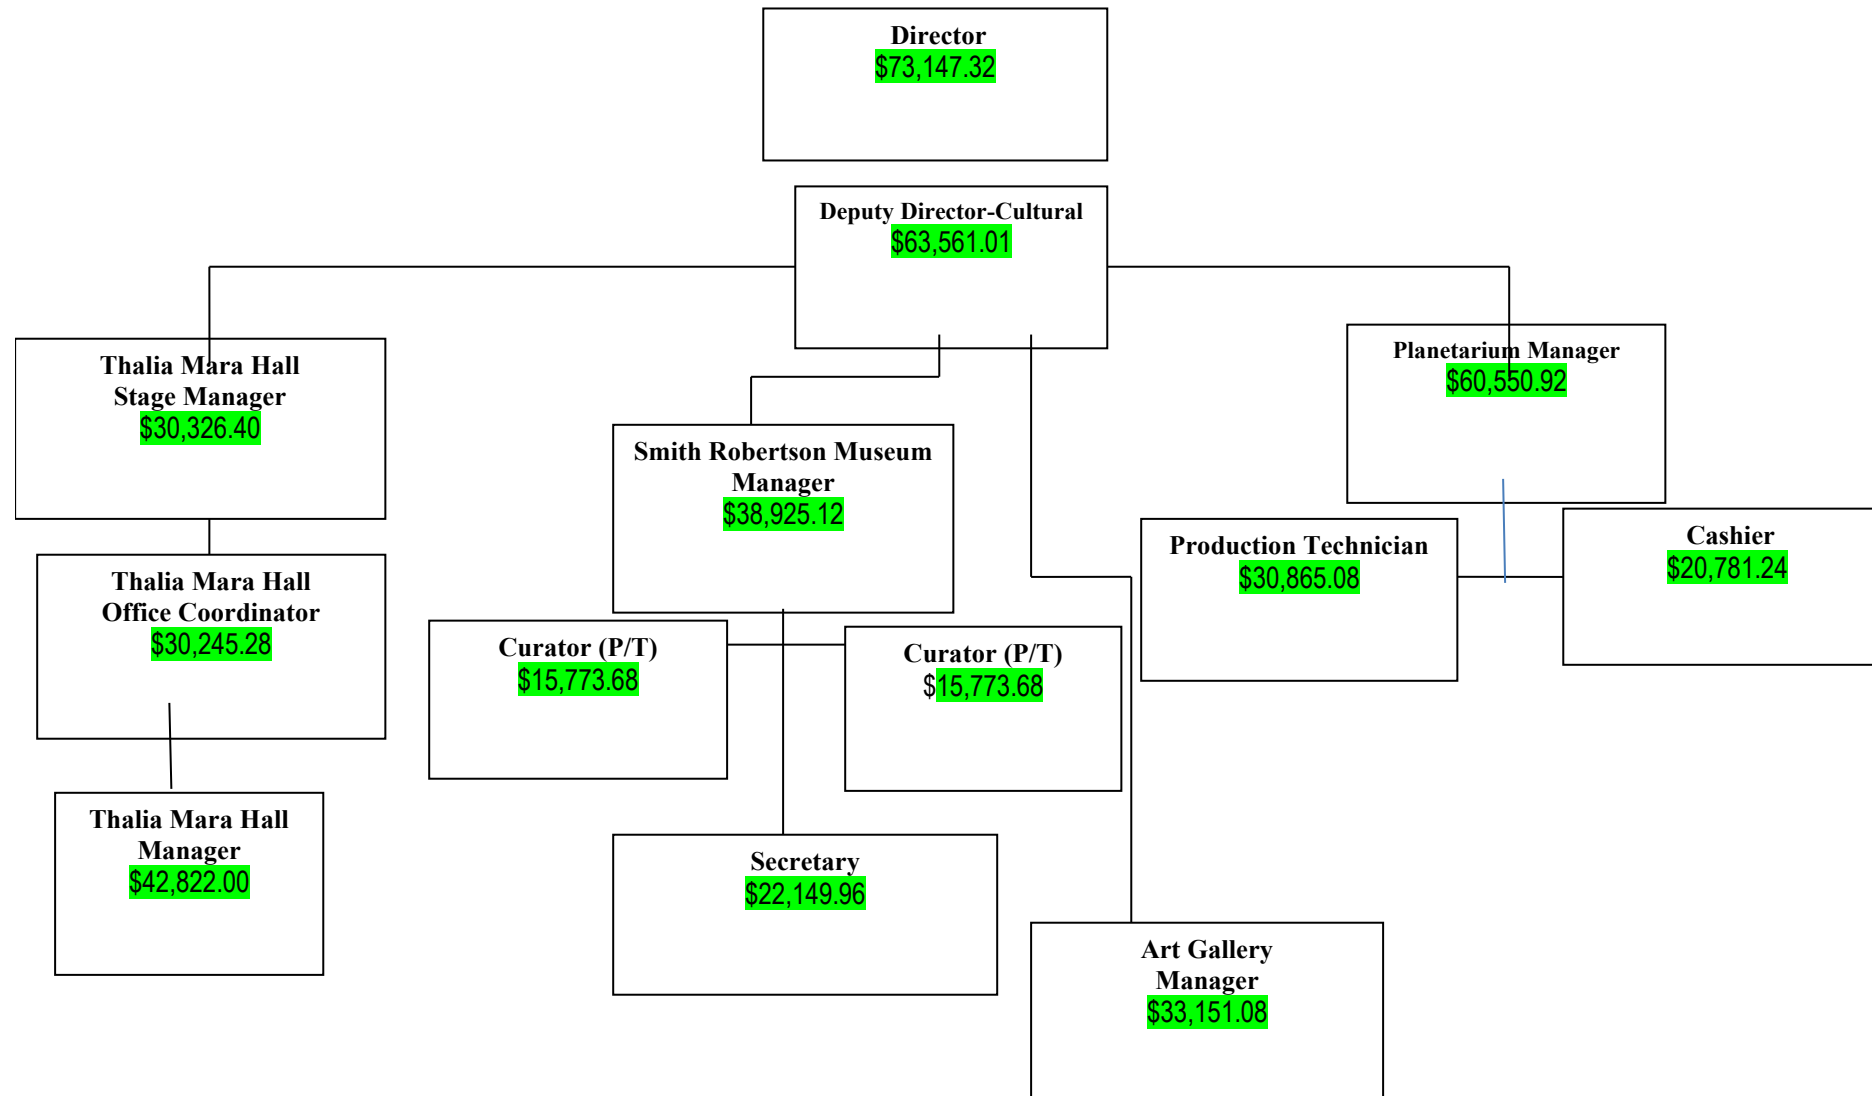 Director
$73,147.32
Deputy Director-Cultural
$63,561.01
Thalia Mara Hall
Stage Manager
$30,326.40
Planetarium Manager
$60,550.92
Smith Robertson Museum
Manager
$38,925.12
Production Technician
$30,865.08
Cashier
$20,781.24
Thalia Mara Hall
Office Coordinator
$30,245.28
Curator (P/T)
$15,773.68
Curator (P/T)
$15,773.68
Thalia Mara Hall
Manager
$42,822.00
Secretary
$22,149.96
Art Gallery
Manager
$33,151.08